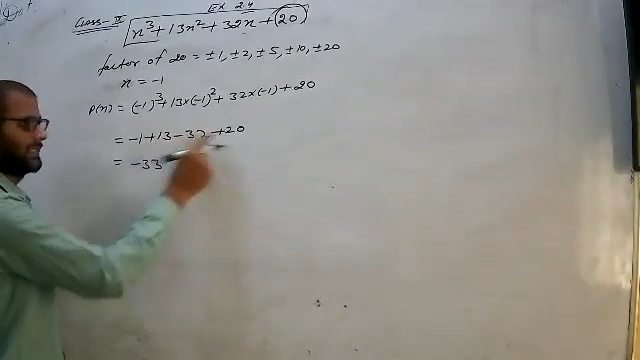 Ex 2.4
Class - IX
x³ + 13x² + 32x + 20
factor of 20 = ±1, ±2, ±5, ±10, ±20
x = -1
P(x) = (-1)³ + 13×(-1)² + 32×(-1) + 20
= -1 + 13 - 32 + 20
= -33